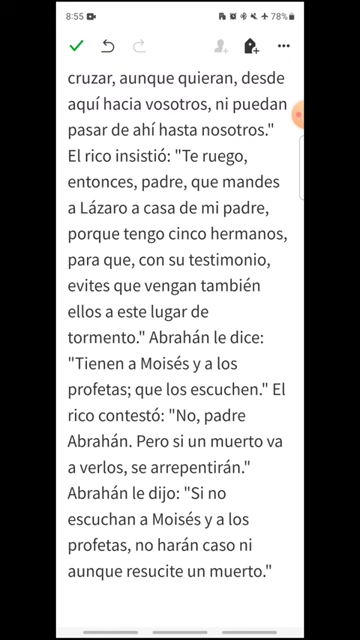 8:55
78%
cruzar, aunque quieran, desde
aquí hacia vosotros, ni puedan
pasar de ahí hasta nosotros."
El rico insistió: "Te ruego,
entonces, padre, que mandes
a Lázaro a casa de mi padre,
porque tengo cinco hermanos,
para que, con su testimonio,
evites que vengan también
ellos a este lugar de
tormento." Abrahán le dice:
"Tienen a Moisés y a los
profetas; que los escuchen." El
rico contestó: "No, padre
Abrahán. Pero si un muerto va
a verlos, se arrepentirán."
Abrahán le dijo: "Si no
escuchan a Moisés y a los
profetas, no harán caso ni
aunque resucite un muerto."